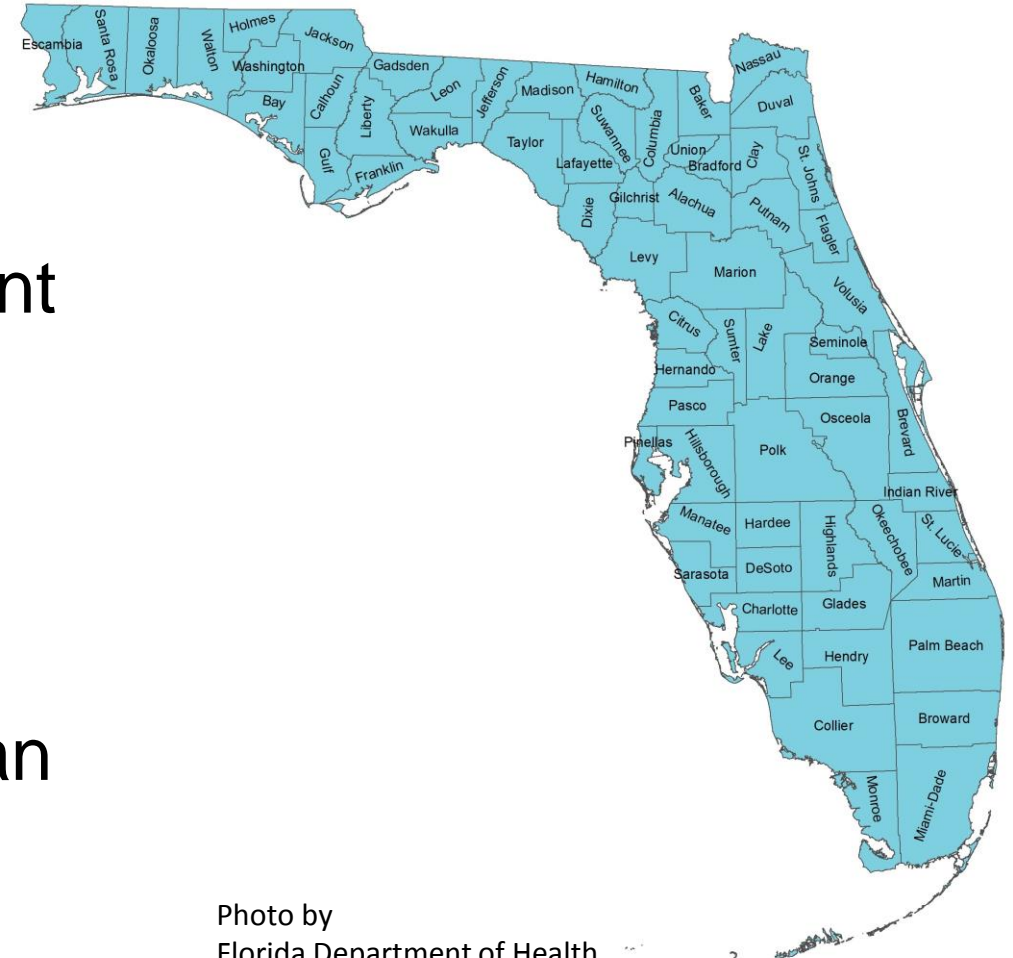 Escambia
Santa Rosa
Okaloosa
Walton
Holmes
Washington
Jackson
Bay
Calhoun
Gulf
Liberty
Gadsden
Franklin
Leon
Wakulla
Jefferson
Madison
Taylor
Hamilton
Suwannee
Lafayette
Columbia
Dixie
Gilchrist
Baker
Union
Bradford
Nassau
Duval
Clay
St. Johns
Alachua
Putnam
Flagler
Levy
Marion
Volusia
nt
Citrus
Sumter
Lake
Seminole
Hernando
Orange
Pasco
Osceola
Brevard
Pinellas
Hillsborough
Polk
Indian River
Manatee
Hardee
Highlands
Okeechobee
St. Lucie
Sarasota
DeSoto
Martin
Charlotte
Glades
Lee
Hendry
Palm Beach
Collier
Broward
an
Monroe
Miami-Dade
Photo by
Florida Department of Health